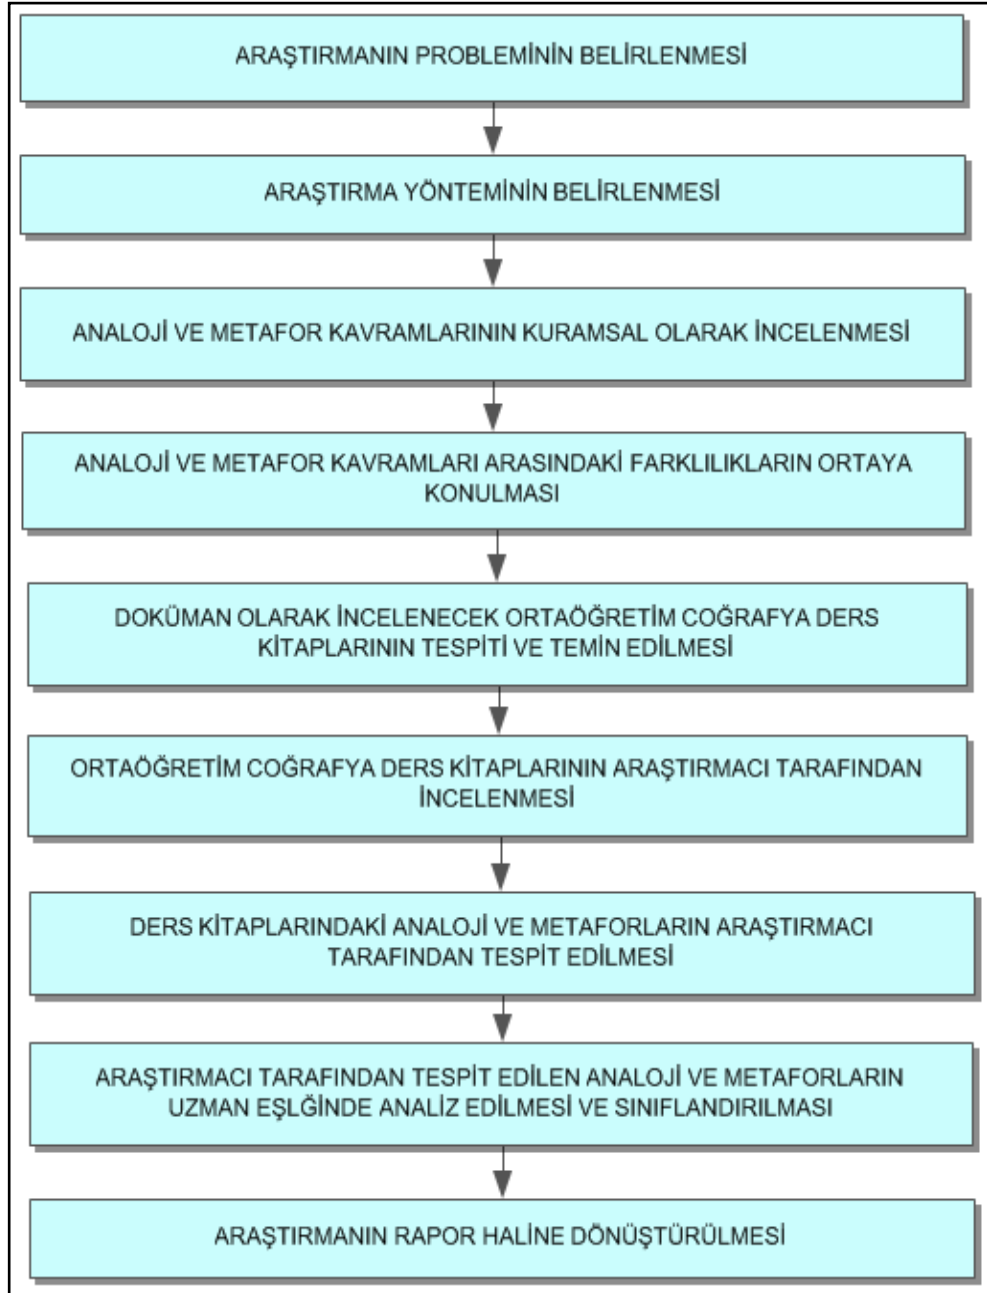 ARAŞTIRMANIN PROBLEMİNİN BELİRLENMESİ
ARAŞTIRMA YÖNTEMİNİN BELİRLENMESİ
ANALOJİ VE METAFOR KAVRAMLARININ KURAMSAL OLARAK İNCELENMESİ
ANALOJİ VE METAFOR KAVRAMLARI ARASINDAKİ FARKLILIKLARIN ORTAYA
KONULMASI
DOKÜMAN OLARAK İNCELENECEK ORTAÖĞRETİM COĞRAFYA DERS
KİTAPLARININ TESPİTİ VE TEMİN EDİLMESİ
ORTAÖĞRETİM COĞRAFYA DERS KİTAPLARININ ARAŞTIRMACI TARAFINDAN
İNCELENMESİ
DERS KİTAPLARINDAKİ ANALOJİ VE METAFORLARIN ARAŞTIRMACI
TARAFINDAN TESPİT EDİLMESİ
ARAŞTIRMACI TARAFINDAN TESPİT EDİLEN ANALOJİ VE METAFORLARIN
UZMAN EŞLĞİNDE ANALİZ EDİLMESİ VE SINIFLANDIRILMASI
ARAŞTIRMANIN RAPOR HALİNE DÖNÜŞTÜRÜLMESİ